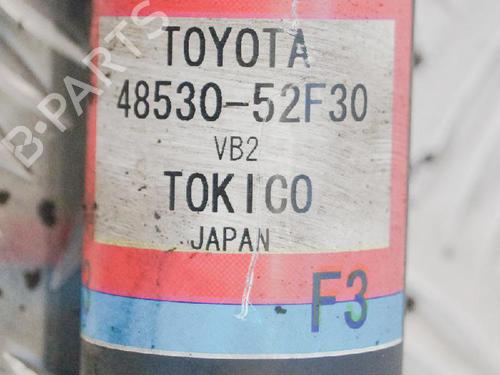 B-PARTS
TOYOTA
48530-52F30
VB2
TOKICO
JAPAN
F3